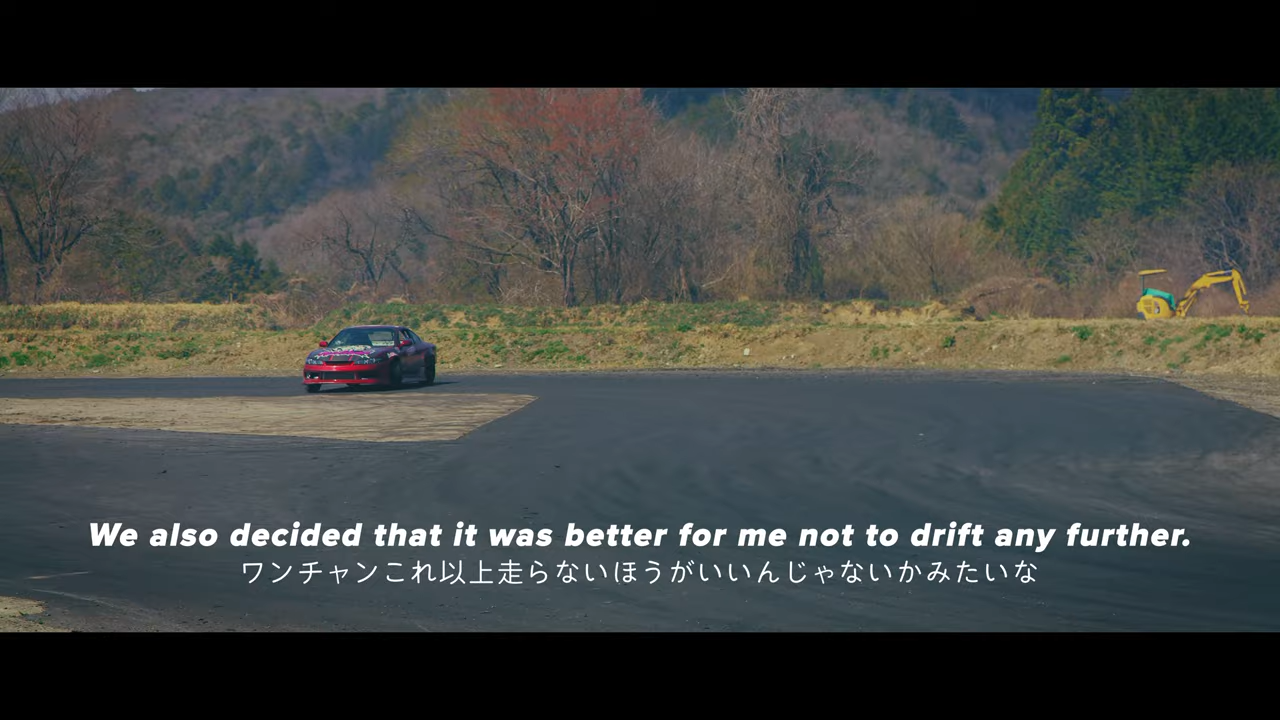 We also decided that it was better for me not to drift any further.
ワンチャンこれ以上走らないほうがいいんじゃないかみたいな